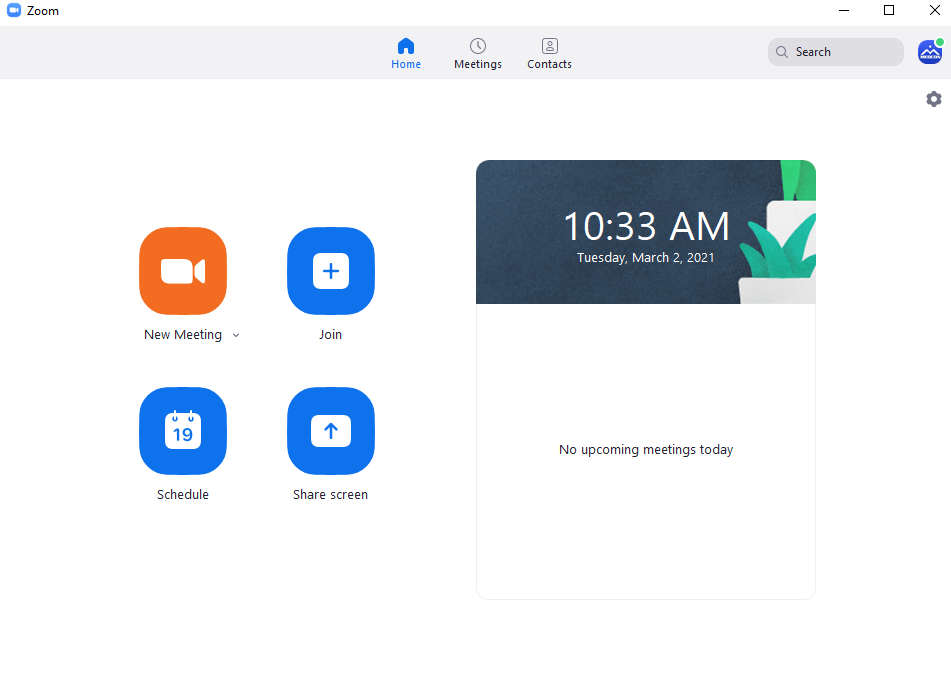 Zoom
Home
Meetings
Contacts
Search
10:33 AM
Tuesday, March 2, 2021
New Meeting
Join
19
Schedule
Share screen
No upcoming meetings today